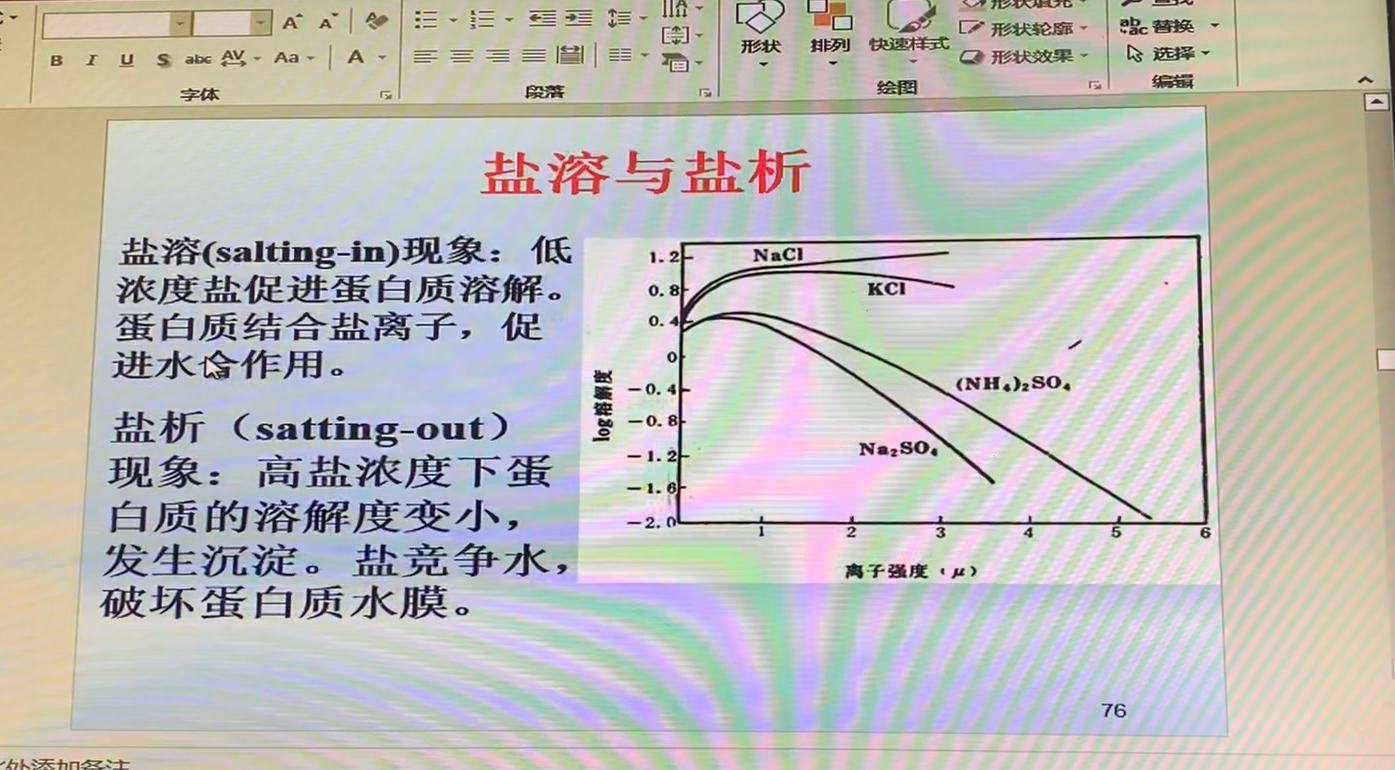 B I U S abc AV Aa A
字体
段落
形状
排列
快速样式
形状轮廓
形状效果
绘图
替换
选择
编辑
盐溶与盐析
盐溶(salting-in)现象：低
浓度盐促进蛋白质溶解。
蛋白质结合盐离子，促
进水合作用。
盐析（satting-out）
现象：高盐浓度下蛋
白质的溶解度变小，
发生沉淀。盐竞争水，
破坏蛋白质水膜。
log溶解度
1.2
0.8
0.4
0
-0.4
-0.8
-1.2
-1.6
-2.0
NaCl
KCl
(NH₄)₂SO₄
Na₂SO₄
1 2 3 4 5 6
离子强度（μ）
76